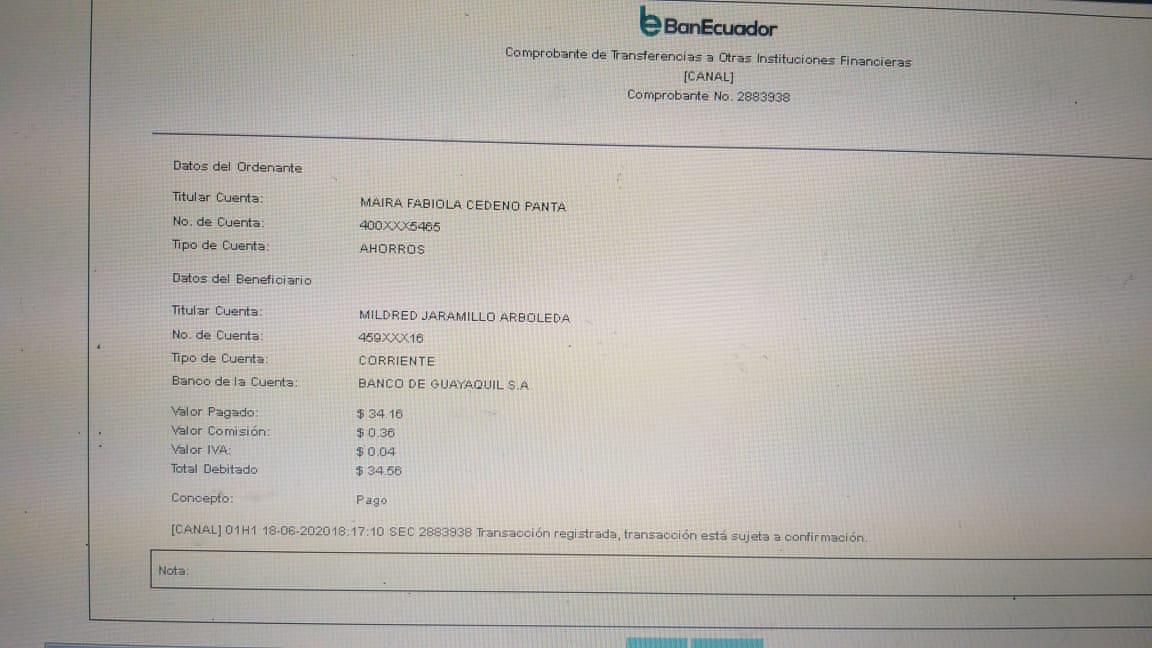 BanEcuador
Comprobante de Transferencias a Otras Instituciones Financieras
[CANAL]
Comprobante No. 2883938
Datos del Ordenante
Titular Cuenta: MAIRA FABIOLA CEDENO PANTA
No. de Cuenta: 400XXX5465
Tipo de Cuenta: AHORROS
Datos del Beneficiario
Titular Cuenta: MILDRED JARAMILLO ARBOLEDA
No. de Cuenta: 459XXX16
Tipo de Cuenta: CORRIENTE
Banco de la Cuenta: BANCO DE GUAYAQUIL S.A
Valor Pagado: $ 34.16
Valor Comisión: $ 0.36
Valor IVA: $ 0.04
Total Debitado $ 34.56
Concepto: Pago
[CANAL] 01H1 18-06-202018:17:10 SEC 2883938 Transacción registrada, transacción está sujeta a confirmación.
Nota: